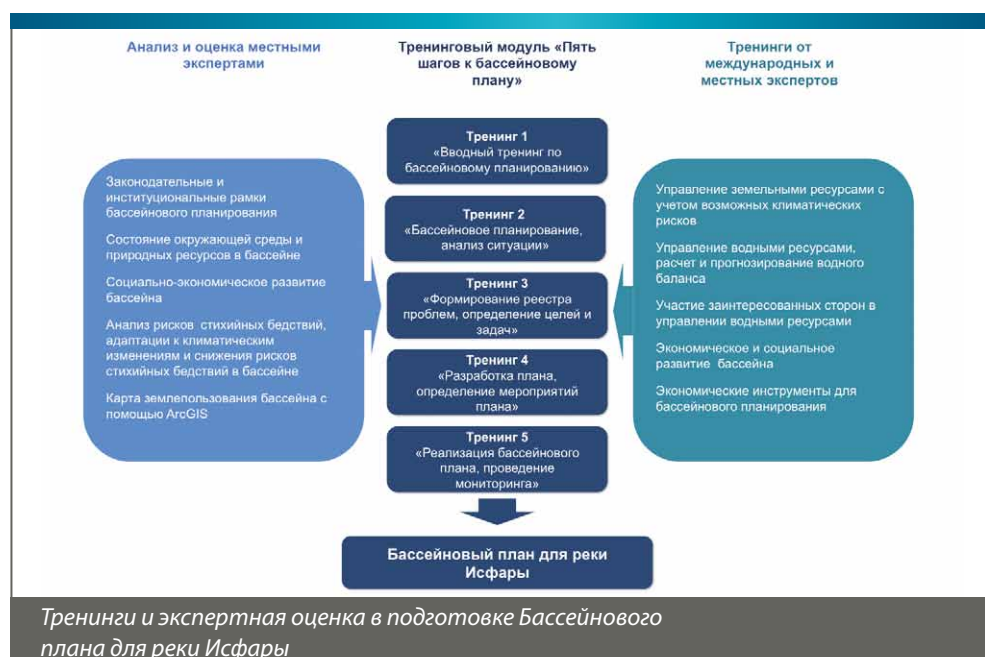 Анализ и оценка местными
экспертами
Тренинговый модуль «Пять
шагов к бассейновому
плану»
Тренинги от
международных и
местных экспертов
Законодательные и
институциональные рамки
бассейнового планирования
Состояние окружающей среды и
природных ресурсов в бассейне
Социально-экономическое развитие
бассейна
Анализ рисков стихийных бедствий,
адаптации к климатическим
изменениям и снижения рисков
стихийных бедствий в бассейне
Карта землепользования бассейна с
помощью ArcGIS
Тренинг 1
«Вводный тренинг по
бассейновому планированию»
Тренинг 2
«Бассейновое планирование,
анализ ситуации»
Тренинг 3
«Формирование реестра
проблем, определение целей и
задач»
Тренинг 4
«Разработка плана,
определение мероприятий
плана»
Тренинг 5
«Реализация бассейнового
плана, проведение
мониторинга»
Управление земельными ресурсами с
учетом возможных климатических
рисков
Управление водными ресурсами,
расчет и прогнозирование водного
баланса
Участие заинтересованных сторон в
управлении водными ресурсами
Экономическое и социальное
развитие бассейна
Экономические инструменты для
бассейнового планирования
Бассейновый план для реки
Исфары
Тренинги и экспертная оценка в подготовке Бассейнового
плана для реки Исфары